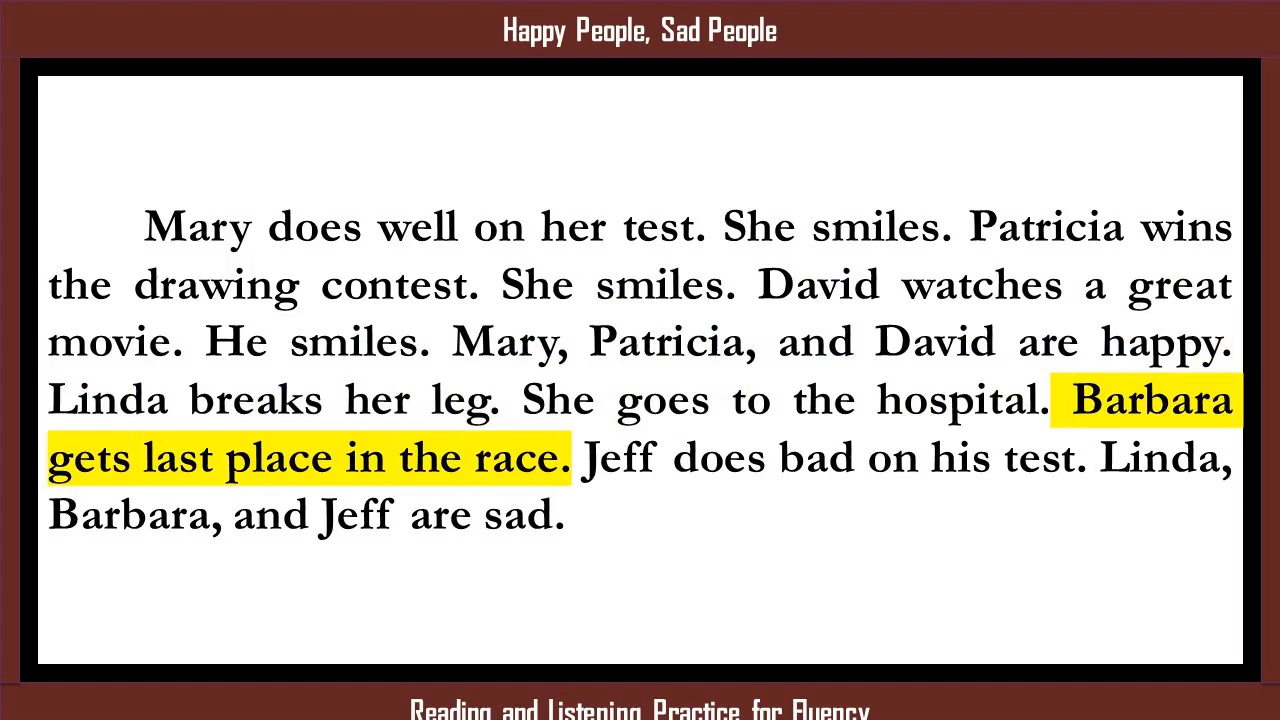 Happy People, Sad People
Mary does well on her test. She smiles. Patricia wins
the drawing contest. She smiles. David watches a great
movie. He smiles. Mary, Patricia, and David are happy.
Linda breaks her leg. She goes to the hospital. Barbara
gets last place in the race. Jeff does bad on his test. Linda,
Barbara, and Jeff are sad.
Reading and Listening Practice for Fluency